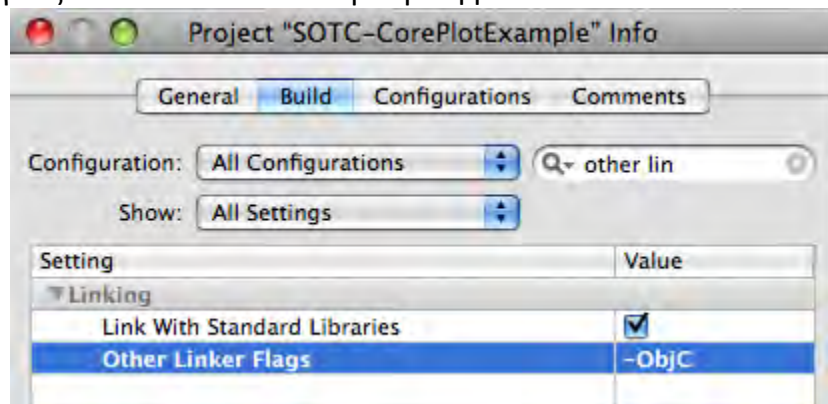 Project “SOTC-CorePlotExample” Info
General Build Configurations Comments
Configuration: All Configurations other lin
Show: All Settings
Setting Value
Linking
Link With Standard Libraries
Other Linker Flags -ObjC